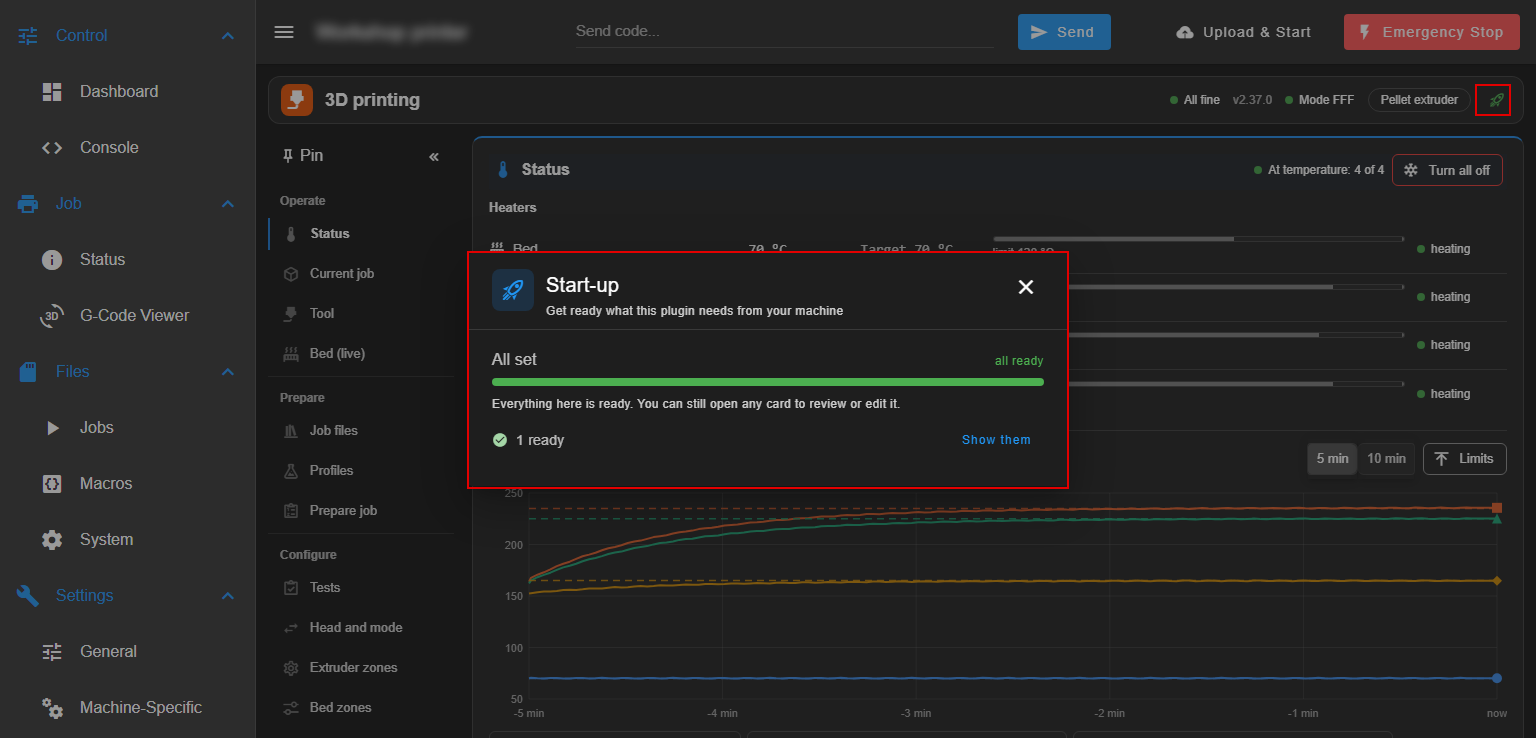 Control
Dashboard
Console
Job
Status
G-Code Viewer
Files
Jobs
Macros
System
Settings
General
Machine-Specific
Send code...
Send
Upload & Start
Emergency Stop
3D printing
All fine
v2.37.0
Mode FFF
Pellet extruder
Pin
Operate
Status
Current job
Tool
Bed (live)
Prepare
Job files
Profiles
Prepare job
Configure
Tests
Head and mode
Extruder zones
Bed zones
Status
At temperature: 4 of 4
Turn all off
Heaters
Bed 70 °C Target 70 °C heating
heating
heating
heating
Start-up
Get ready what this plugin needs from your machine
All set
all ready
Everything here is ready. You can still open any card to review or edit it.
1 ready
Show them
5 min
10 min
Limits
250
200
150
100
50
-5 min
-4 min
-3 min
-2 min
-1 min
now